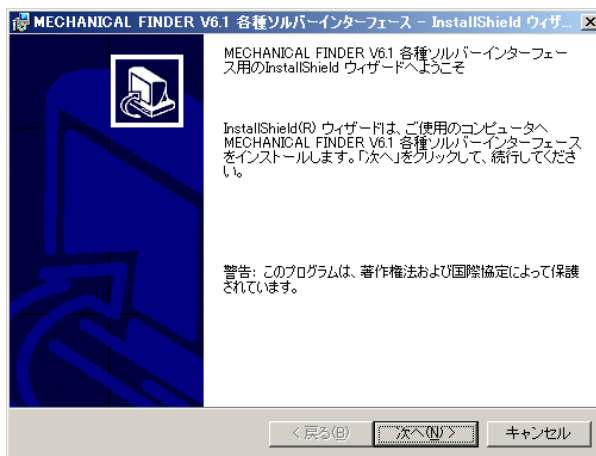 MECHANICAL FINDER V6.1 各種ソルバーインターフェース - InstallShield ウィザ...
MECHANICAL FINDER V6.1 各種ソルバーインターフェー
ス用のInstallShield ウィザードへようこそ
InstallShield(R) ウィザードは、ご使用のコンピュータへ
MECHANICAL FINDER V6.1 各種ソルバーインターフェース
をインストールします。「次へ」をクリックして、続行してくださ
い。
警告: このプログラムは、著作権法および国際協定によって保護
されています。
< 戻る(B) 次へ(N) > キャンセル